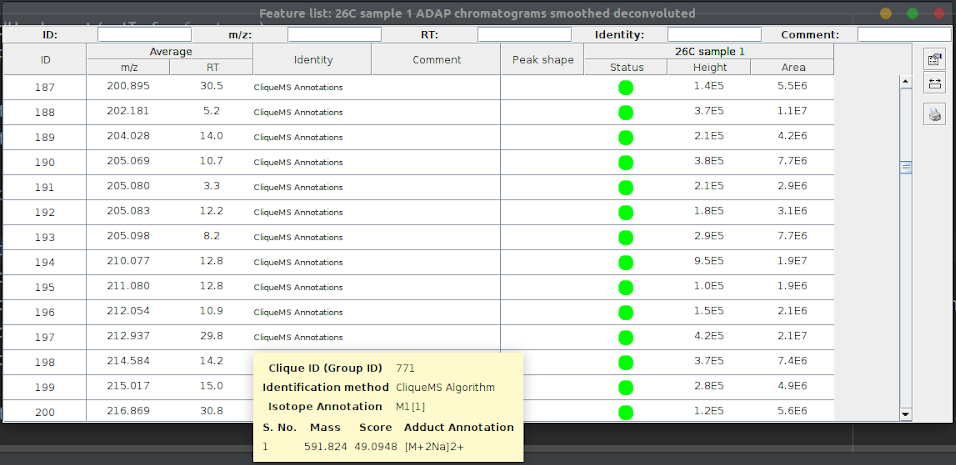 Feature list: 26C sample 1 ADAP chromatograms smoothed deconvoluted
ID: m/z: RT: Identity: Comment:
ID Average Identity Comment Peak shape 26C sample 1
m/z RT Status Height Area
187 200.895 30.5 CliqueMS Annotations 1.4E5 5.5E6
188 202.181 5.2 CliqueMS Annotations 3.7E5 1.1E7
189 204.028 14.0 CliqueMS Annotations 2.1E5 4.2E6
190 205.069 10.7 CliqueMS Annotations 3.8E5 7.7E6
191 205.080 3.3 CliqueMS Annotations 2.1E5 2.9E6
192 205.083 12.2 CliqueMS Annotations 1.8E5 3.1E6
193 205.098 8.2 CliqueMS Annotations 2.9E5 7.7E6
194 210.077 12.8 CliqueMS Annotations 9.5E5 1.9E7
195 211.080 12.8 CliqueMS Annotations 1.0E5 1.9E6
196 212.054 10.9 CliqueMS Annotations 1.5E5 2.1E6
197 212.937 29.8 CliqueMS Annotations 4.2E5 2.1E7
198 214.584 14.2 3.7E5 7.4E6
199 215.017 15.0 2.8E5 4.9E6
200 216.869 30.8 1.2E5 5.6E6
Clique ID (Group ID) 771
Identification method CliqueMS Algorithm
Isotope Annotation M1[1]
S. No. Mass Score Adduct Annotation
1 591.824 49.0948 [M+2Na]2+